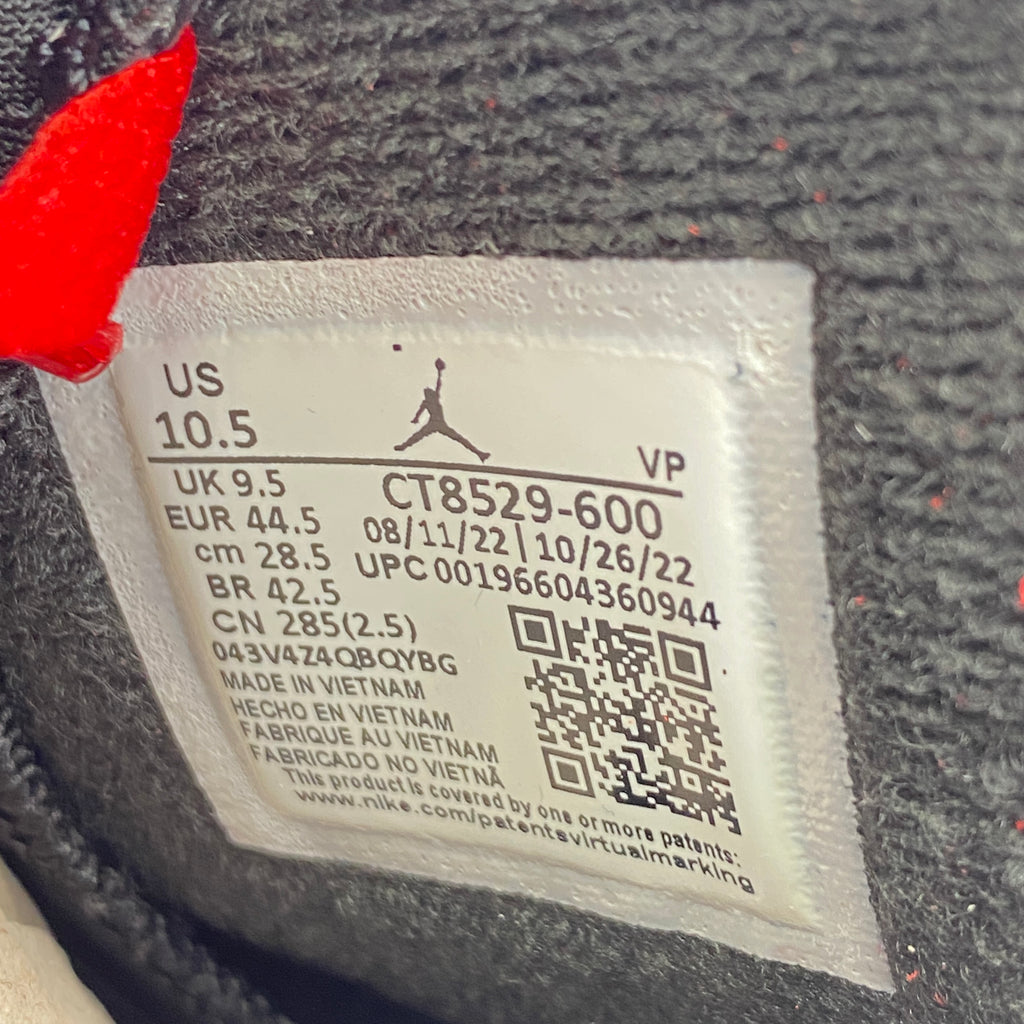 US
10.5
VP
UK 9.5
CT8529-600
EUR 44.5
08/11/22 | 10/26/22
cm 28.5
UPC 00196604360944
BR 42.5
CN 285(2.5)
043V4Z4QBQYBG
MADE IN VIETNAM
HECHO EN VIETNAM
FABRIQUE AU VIETNAM
FABRICADO NO VIETNÃ
This product is covered by one or more patents:
www.nike.com/patentsvirtualmarking